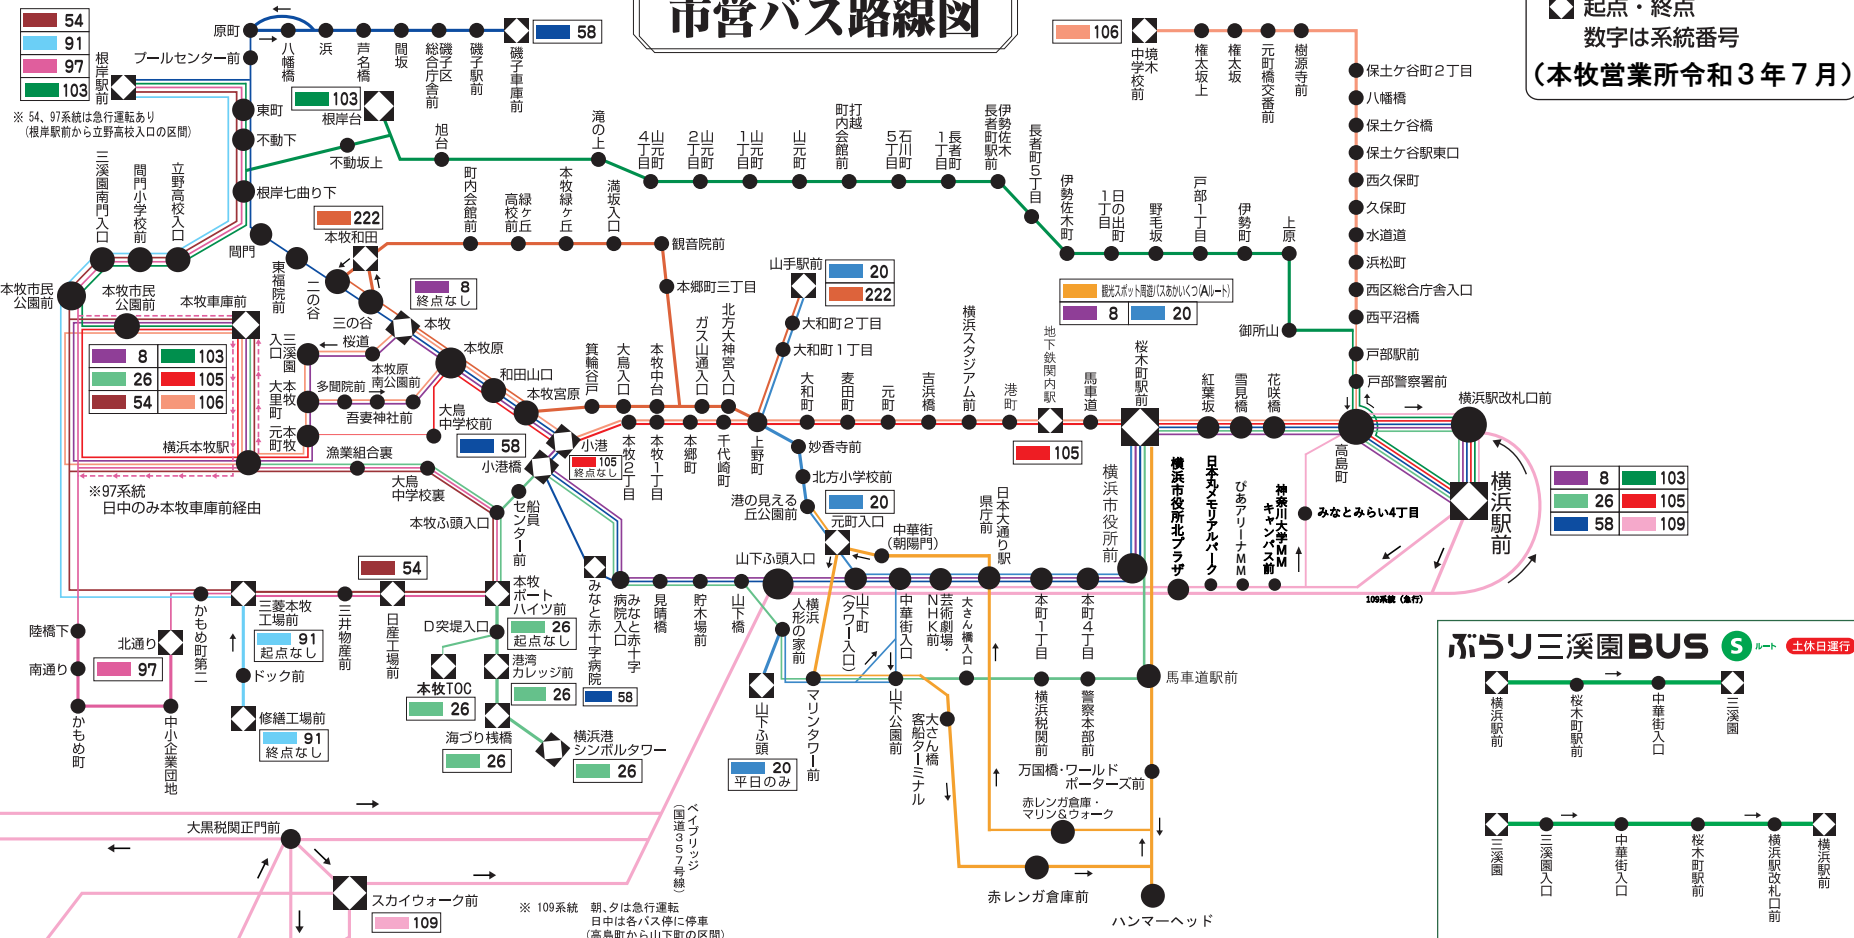 市営バス路線図
起点・終点
数字は系統番号
(本牧営業所令和3年7月)
54
91
97
103
根岸駅前
※ 54、97系統は急行運転あり
(根岸駅前から立野高校入口の区間)
原町
プールセンター前
八幡橋
浜
芦名橋
間坂
磯子区総合庁舎前
磯子駅前
磯子車庫前
58
東町
不動下
根岸七曲り下
103
根岸台
不動坂上
旭台
滝の上
山元町4丁目
山元町2丁目
山元町1丁目
山元町
打越町内会館前
石川町5丁目
長者町1丁目
伊勢佐木長者町駅前
長者町5丁目
伊勢佐木町
日の出町1丁目
野毛坂
戸部1丁目
伊勢町
上原
御所山
106
境木中学校前
権太坂上
権太坂
元町橋交番前
樹源寺前
保土ケ谷町2丁目
八幡橋
保土ケ谷橋
保土ケ谷駅東口
西久保町
久保町
水道道
浜松町
西区総合庁舎入口
西平沼橋
戸部駅前
戸部警察署前
三溪園南門入口
間門小学校前
立野高校入口
間門
東福院前
二の谷
三の谷
222
本牧和田
町内会館前
緑ヶ丘高校前
本牧緑ヶ丘
満坂入口
観音院前
本郷町三丁目
8
終点なし
本牧
桜道
本牧市民公園前
本牧市民公園前
本牧車庫前
8
103
26
105
54
106
横浜本牧駅
※97系統
日中のみ本牧車庫前経由
三溪園入口
本牧大里町
本牧元町
本牧原南公園前
多聞院前
吾妻神社前
大鳥中学校前
漁業組合裏
大鳥中学校裏
本牧ふ頭入口
本牧原
和田山口
本牧宮原
58
小港
小港橋
105
終点なし
船員センター前
箕輪谷戸
大鳥入口
本牧中台
ガス山通入口
北方大神宮入口
本牧2丁目
本牧1丁目
本郷町
千代崎町
上野町
山手駅前
20
222
大和町2丁目
大和町1丁目
大和町
麦田町
元町
吉浜橋
横浜スタジアム前
港町
地下鉄関内駅
馬車道
105
桜木町駅前
観光スポット周遊バスあかいくつ(Aルート)
8
20
紅葉坂
雪見橋
花咲橋
高島町
横浜駅改札口前
横浜駅前
8
103
26
105
58
109
妙香寺前
北方小学校前
港の見える丘公園前
20
元町入口
中華街(朝陽門)
日本大通り駅県庁前
横浜市役所前
横浜市役所北プラザ
日本丸メモリアルパーク
ぴあアリーナMM
神奈川大学MMキャンパス前
みなとみらい4丁目
109系統(急行)
54
三菱本牧工場前
三井物産前
日産工場前
本牧ポートハイツ前
かもめ町第二
陸橋下
南通り
北通り
97
かもめ町
中小企業団地
91
起点なし
ドック前
修繕工場前
91
終点なし
D突堤入口
26
起点なし
港湾カレッジ前
26
本牧TOC
26
海づり桟橋
26
横浜港シンボルタワー
26
みなと赤十字病院
58
みなと赤十字病院入口
見晴橋
貯木場前
山下橋
山下ふ頭入口
横浜人形の家前
山下ふ頭
20
平日のみ
山下町(タワー入口)
中華街入口
芸術劇場・NHK前
大さん橋入口
本町1丁目
本町4丁目
マリンタワー前
山下公園前
大さん橋客船ターミナル
横浜税関前
警察本部前
馬車道駅前
万国橋・ワールドポーターズ前
赤レンガ倉庫・マリン&ウォーク
赤レンガ倉庫前
ハンマーヘッド
大黒税関正門前
スカイウォーク前
109
ベイブリッジ
(国道357号線)
※ 109系統　朝、夕は急行運転
日中は各バス停に停車
(高島町から山下町の区間)
ぶらり三溪園BUS
S
ルート
土休日運行
横浜駅前
桜木町駅前
中華街入口
三溪園
三溪園
三溪園入口
中華街入口
桜木町駅前
横浜駅改札口前
横浜駅前